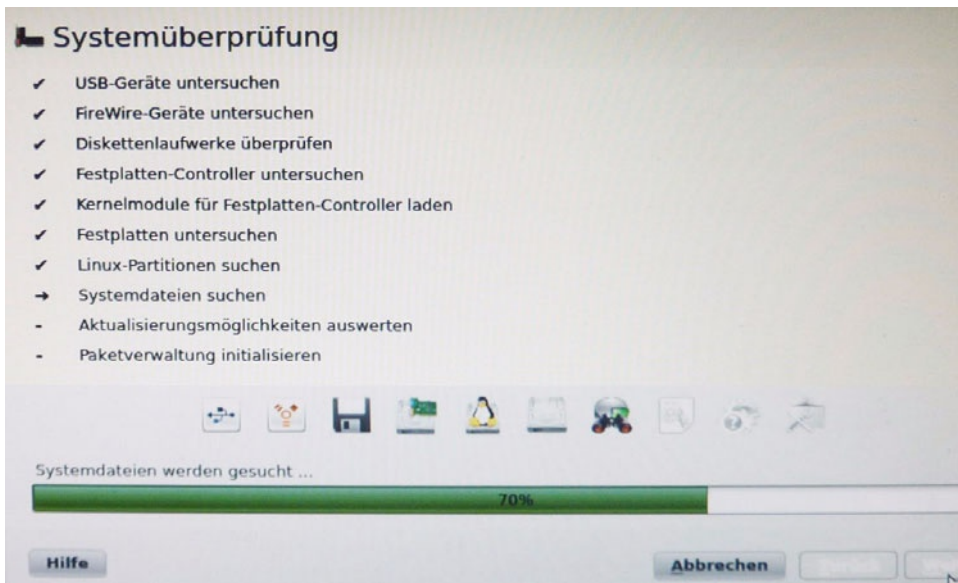 Systemüberprüfung
✔ USB-Geräte untersuchen
✔ FireWire-Geräte untersuchen
✔ Diskettenlaufwerke überprüfen
✔ Festplatten-Controller untersuchen
✔ Kernelmodule für Festplatten-Controller laden
✔ Festplatten untersuchen
✔ Linux-Partitionen suchen
➔ Systemdateien suchen
- Aktualisierungsmöglichkeiten auswerten
- Paketverwaltung initialisieren
Systemdateien werden gesucht ...
70%
Hilfe
Abbrechen